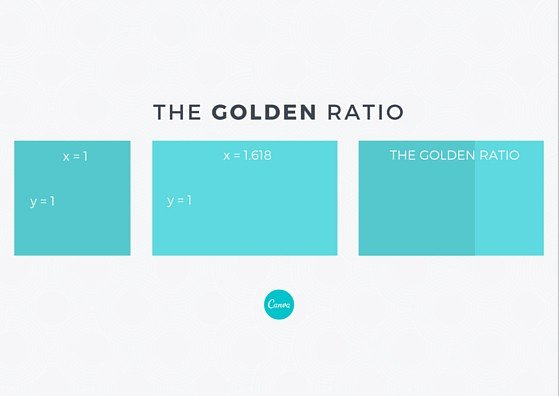 THE GOLDEN RATIO
x = 1
y = 1
x = 1.618
y = 1
THE GOLDEN RATIO
Canva